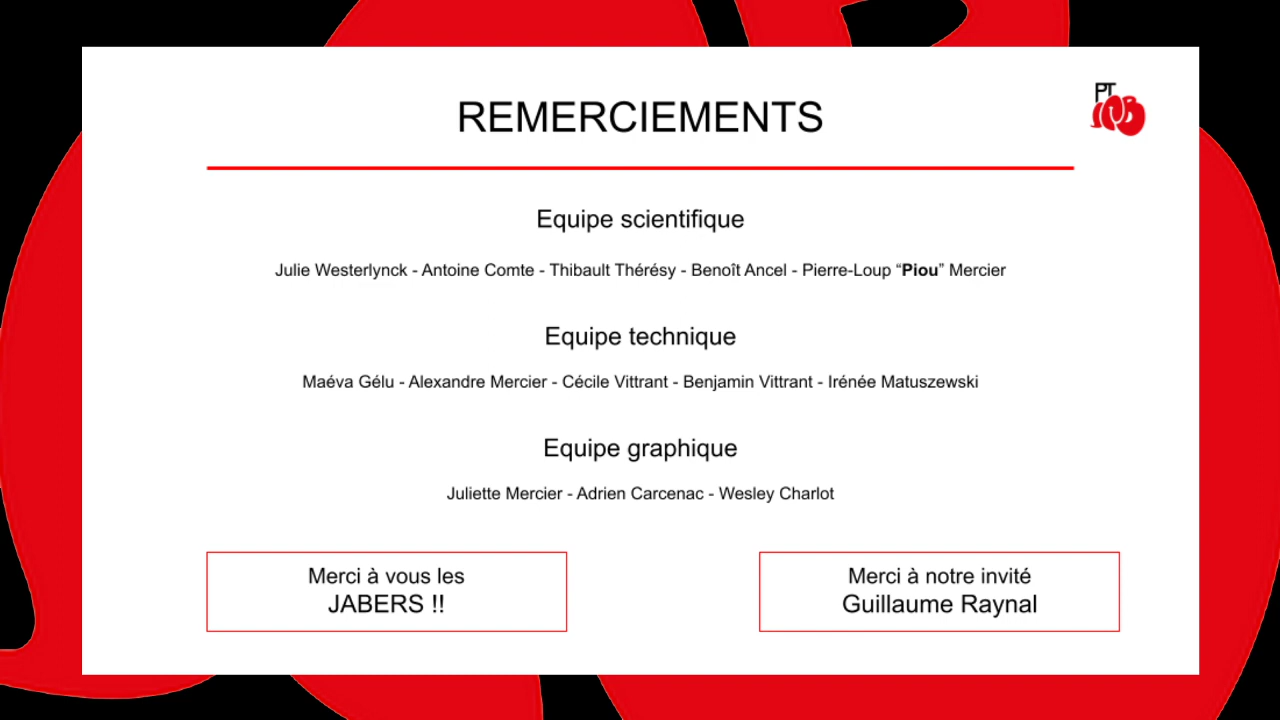 REMERCIEMENTS
PT
JAB
Equipe scientifique
Julie Westerlynck - Antoine Comte - Thibault Thérésy - Benoît Ancel - Pierre-Loup “Piou” Mercier
Equipe technique
Maéva Gélu - Alexandre Mercier - Cécile Vittrant - Benjamin Vittrant - Irénée Matuszewski
Equipe graphique
Juliette Mercier - Adrien Carcenac - Wesley Charlot
Merci à vous les
JABERS !!
Merci à notre invité
Guillaume Raynal